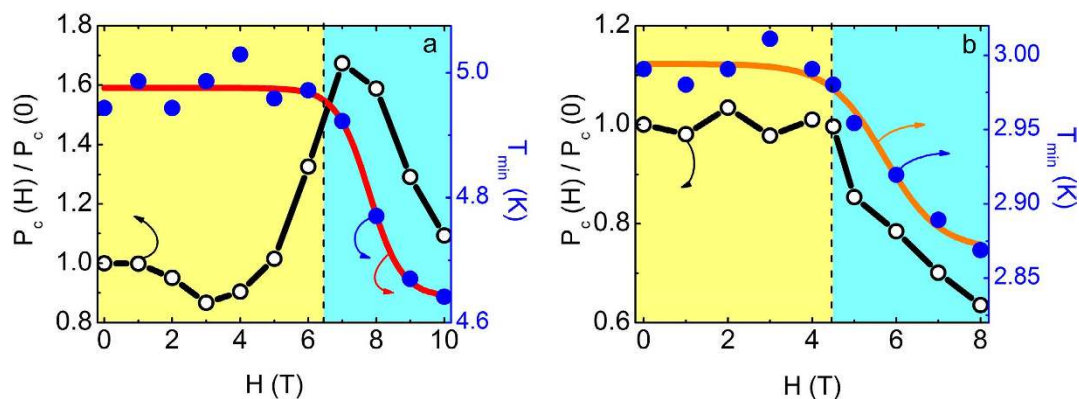 a
P_c (H) / P_c (0)
1.8
1.6
1.4
1.2
1.0
0.8
0 2 4 6 8 10
H (T)
5.0
4.8
4.6
T_min (K)
b
P_c (H) / P_c (0)
1.2
1.0
0.8
0.6
0 2 4 6 8
H (T)
3.00
2.95
2.90
2.85
T_min (K)